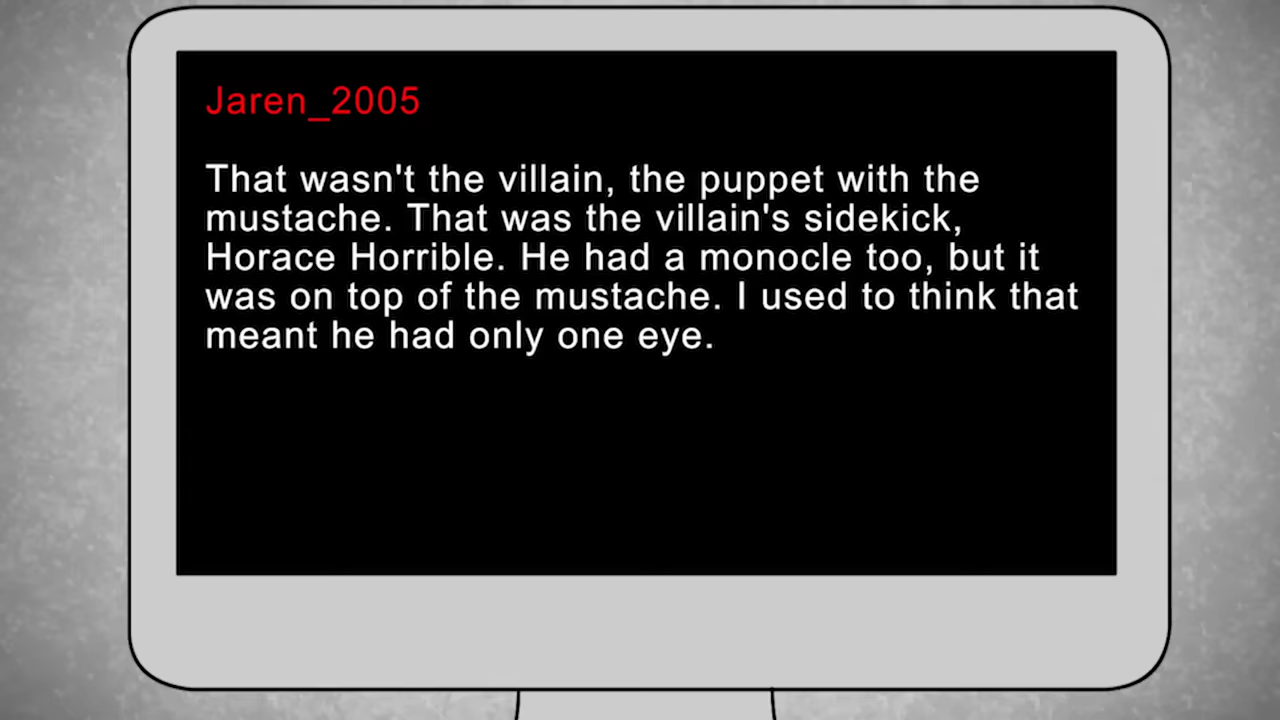 Jaren_2005
That wasn't the villain, the puppet with the
mustache. That was the villain's sidekick,
Horace Horrible. He had a monocle too, but it
was on top of the mustache. I used to think that
meant he had only one eye.